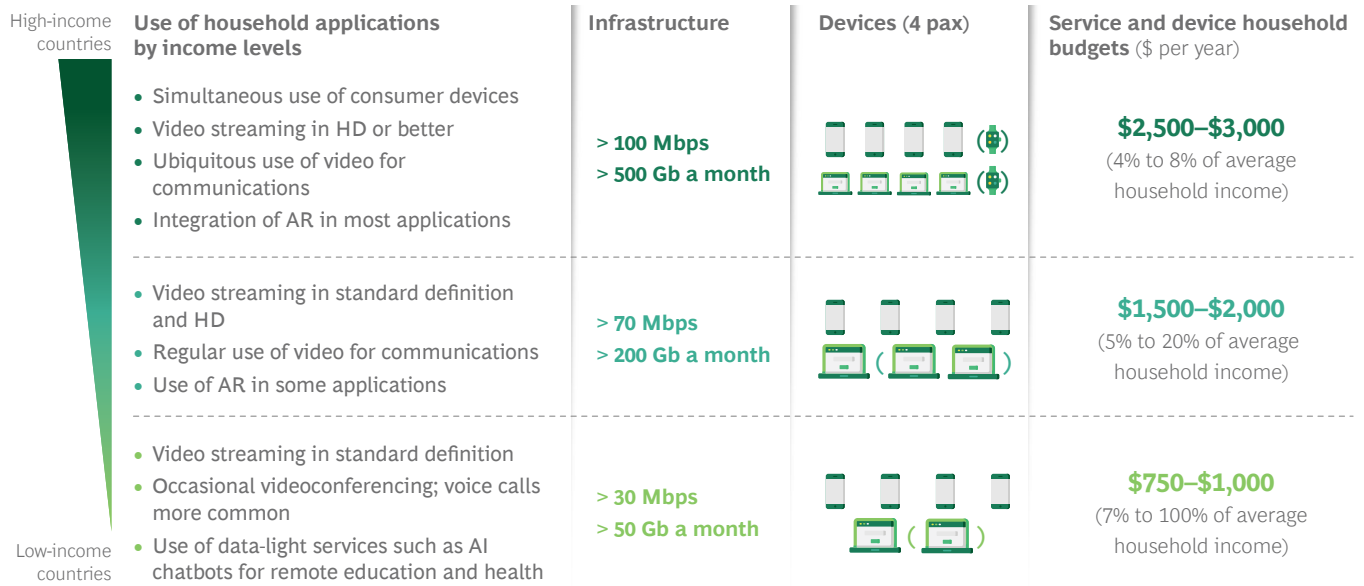 High-income
countries
Use of household applications
by income levels
Infrastructure
Devices (4 pax)
Service and device household
budgets ($ per year)
• Simultaneous use of consumer devices
• Video streaming in HD or better
• Ubiquitous use of video for
communications
• Integration of AR in most applications
> 100 Mbps
> 500 Gb a month
$2,500–$3,000
(4% to 8% of average
household income)
• Video streaming in standard definition
and HD
• Regular use of video for communications
• Use of AR in some applications
> 70 Mbps
> 200 Gb a month
$1,500–$2,000
(5% to 20% of average
household income)
• Video streaming in standard definition
• Occasional videoconferencing; voice calls
more common
• Use of data-light services such as AI
chatbots for remote education and health
> 30 Mbps
> 50 Gb a month
$750–$1,000
(7% to 100% of average
household income)
Low-income
countries